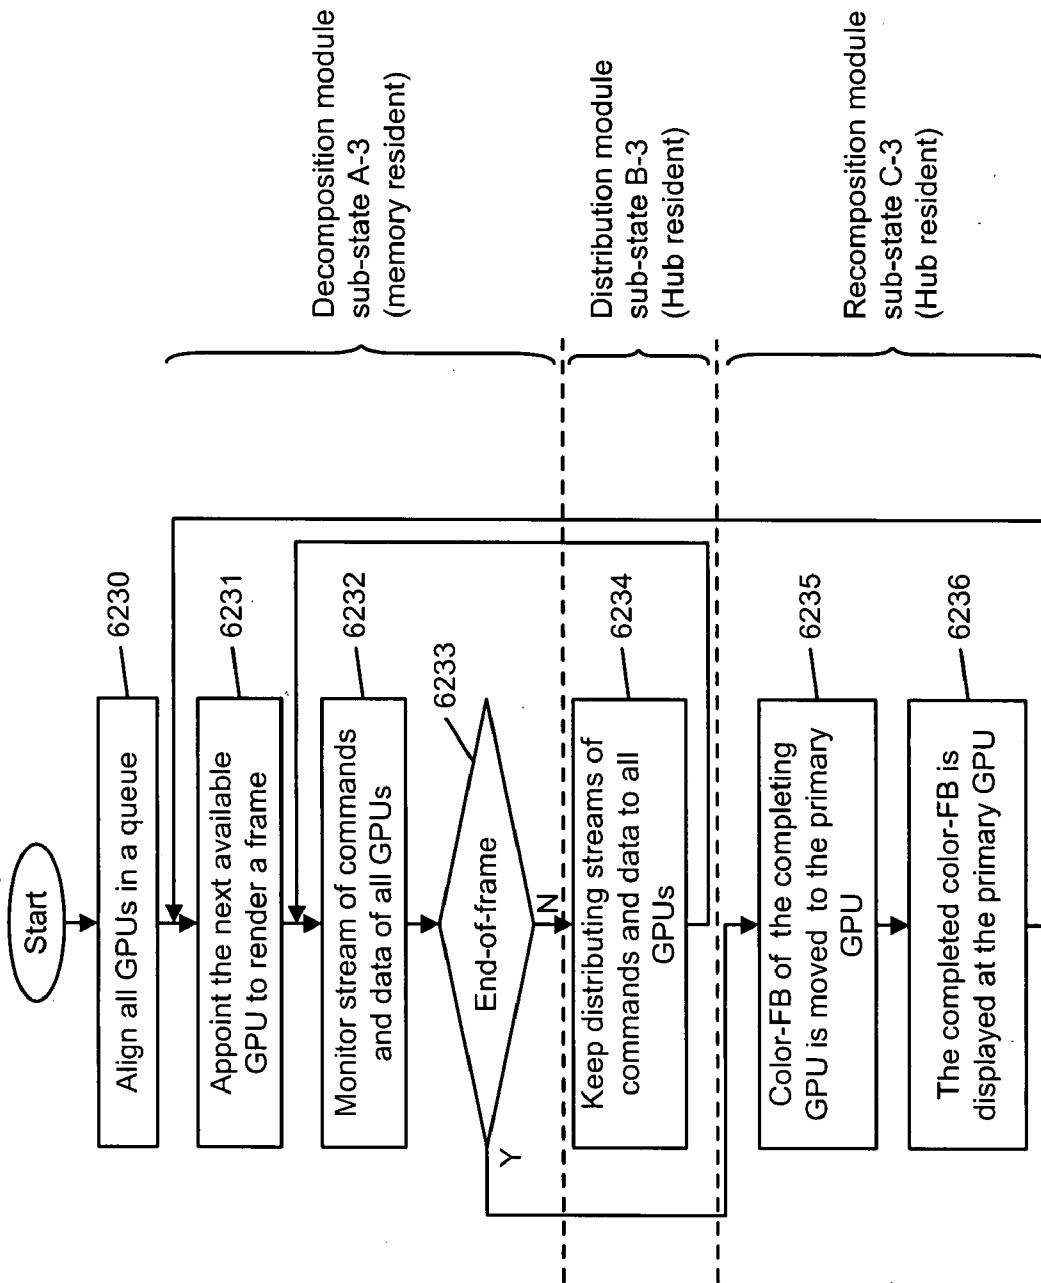 Start
Align all GPUs in a queue
6230
Appoint the next available
GPU to render a frame
6231
Monitor stream of commands
and data of all GPUs
6232
End-of-frame
6233
Y
N
Decomposition module
sub-state A-3
(memory resident)
Keep distributing streams of
commands and data to all
GPUs
6234
Distribution module
sub-state B-3
(Hub resident)
Color-FB of the completing
GPU is moved to the primary
GPU
6235
The completed color-FB is
displayed at the primary GPU
6236
Recomposition module
sub-state C-3
(Hub resident)